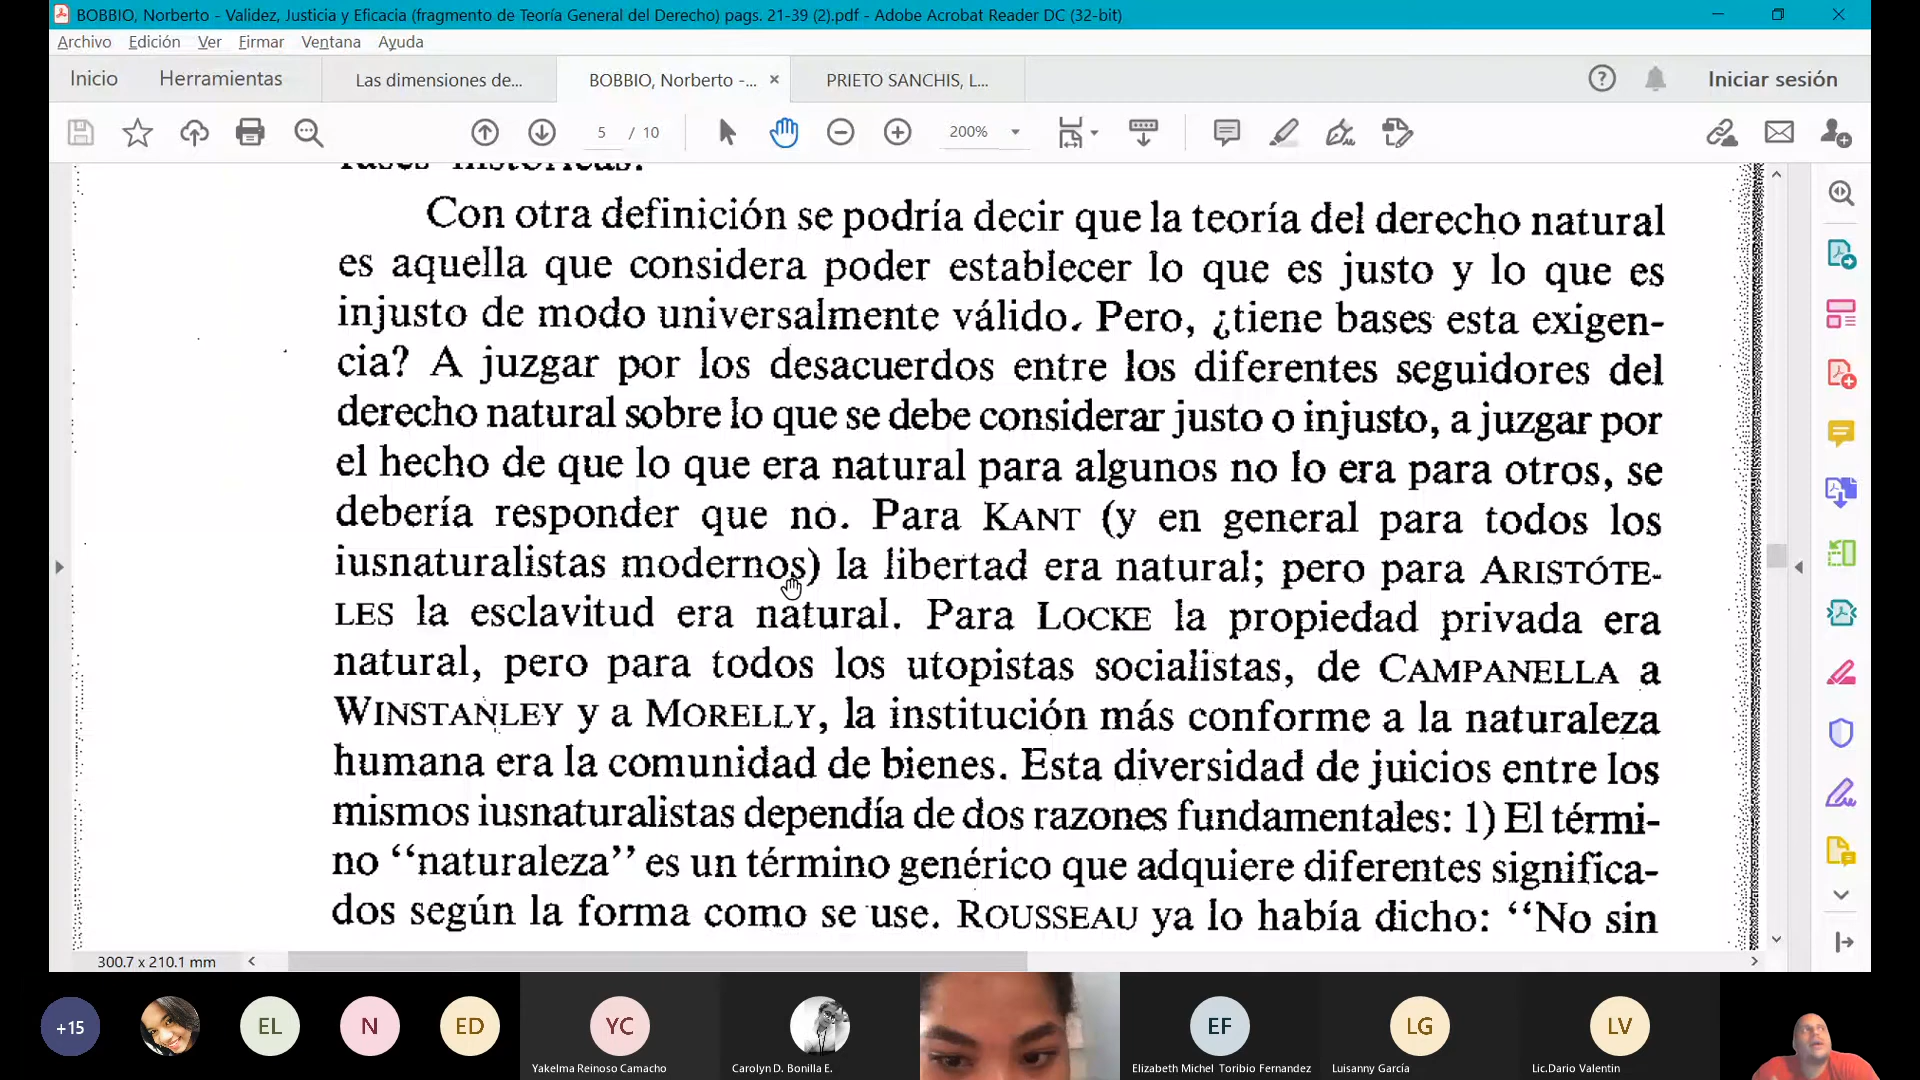 BOBBIO, Norberto - Validez, Justicia y Eficacia (fragmento de Teoría General del Derecho) pags. 21-39 (2).pdf - Adobe Acrobat Reader DC (32-bit)
Archivo Edición Ver Firmar Ventana Ayuda
Inicio Herramientas Las dimensiones de... BOBBIO, Norberto -... × PRIETO SANCHIS, L... Iniciar sesión
5 / 10 200%
fases históricas.
Con otra definición se podría decir que la teoría del derecho natural
es aquella que considera poder establecer lo que es justo y lo que es
injusto de modo universalmente válido. Pero, ¿tiene bases esta exigen-
cia? A juzgar por los desacuerdos entre los diferentes seguidores del
derecho natural sobre lo que se debe considerar justo o injusto, a juzgar por
el hecho de que lo que era natural para algunos no lo era para otros, se
debería responder que no. Para KANT (y en general para todos los
iusnaturalistas modernos) la libertad era natural; pero para ARISTÓTE-
LES la esclavitud era natural. Para LOCKE la propiedad privada era
natural, pero para todos los utopistas socialistas, de CAMPANELLA a
WINSTANLEY y a MORELLY, la institución más conforme a la naturaleza
humana era la comunidad de bienes. Esta diversidad de juicios entre los
mismos iusnaturalistas dependía de dos razones fundamentales: 1) El térmi-
no “naturaleza” es un término genérico que adquiere diferentes significa-
dos según la forma como se use. ROUSSEAU ya lo había dicho: “No sin
300.7 x 210.1 mm
+15 EL N ED YC EF LG LV
Yakelma Reinoso Camacho Carolyn D. Bonilla E. Elizabeth Michel Toribio Fernandez Luisanny García Lic.Dario Valentin